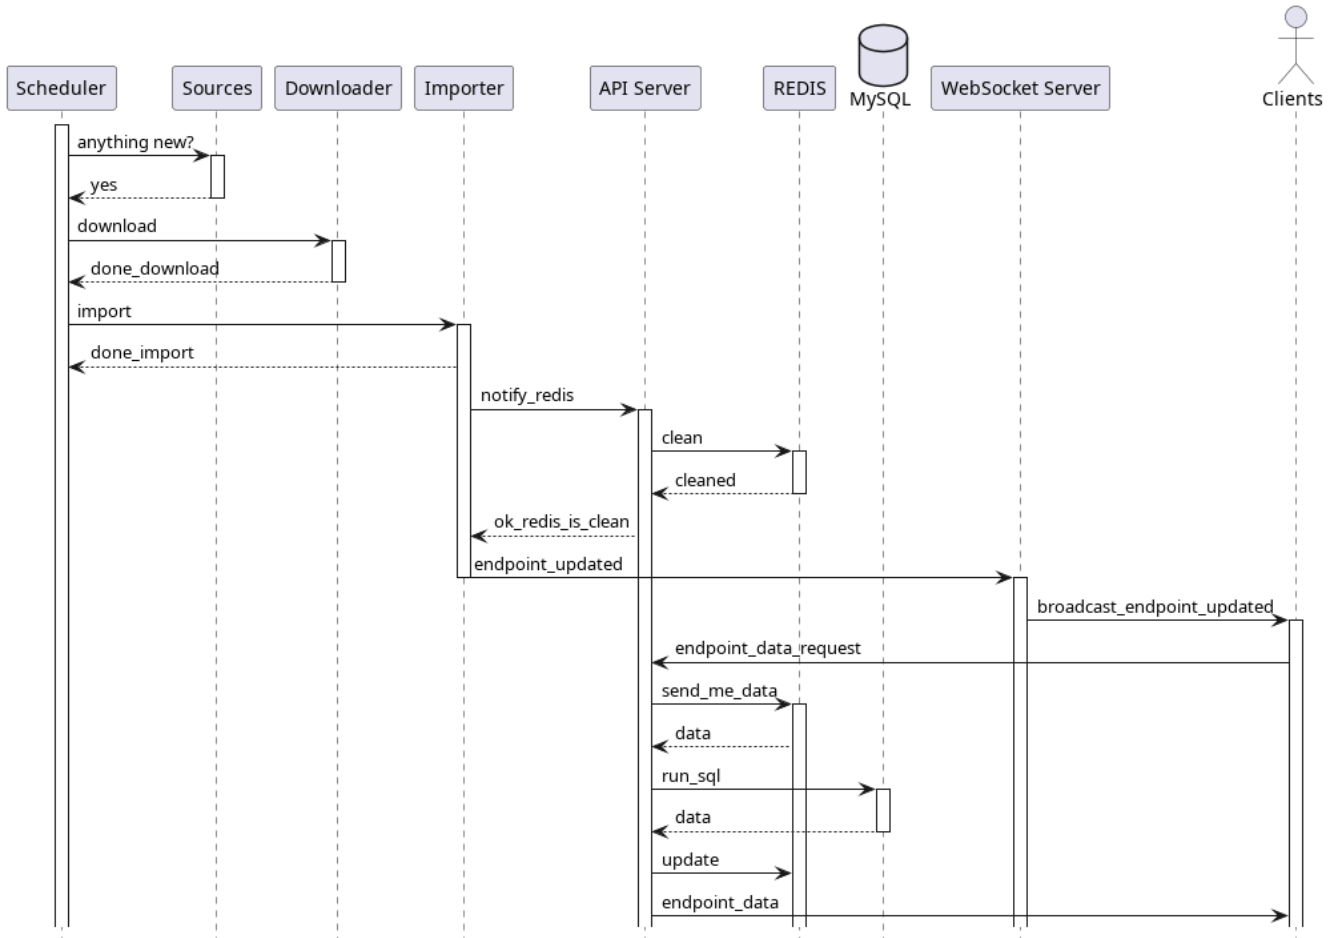 Scheduler
Sources
Downloader
Importer
API Server
REDIS
MySQL
WebSocket Server
Clients
anything new?
yes
download
done_download
import
done_import
notify_redis
clean
cleaned
ok_redis_is_clean
endpoint_updated
broadcast_endpoint_updated
endpoint_data_request
send_me_data
data
run_sql
data
update
endpoint_data